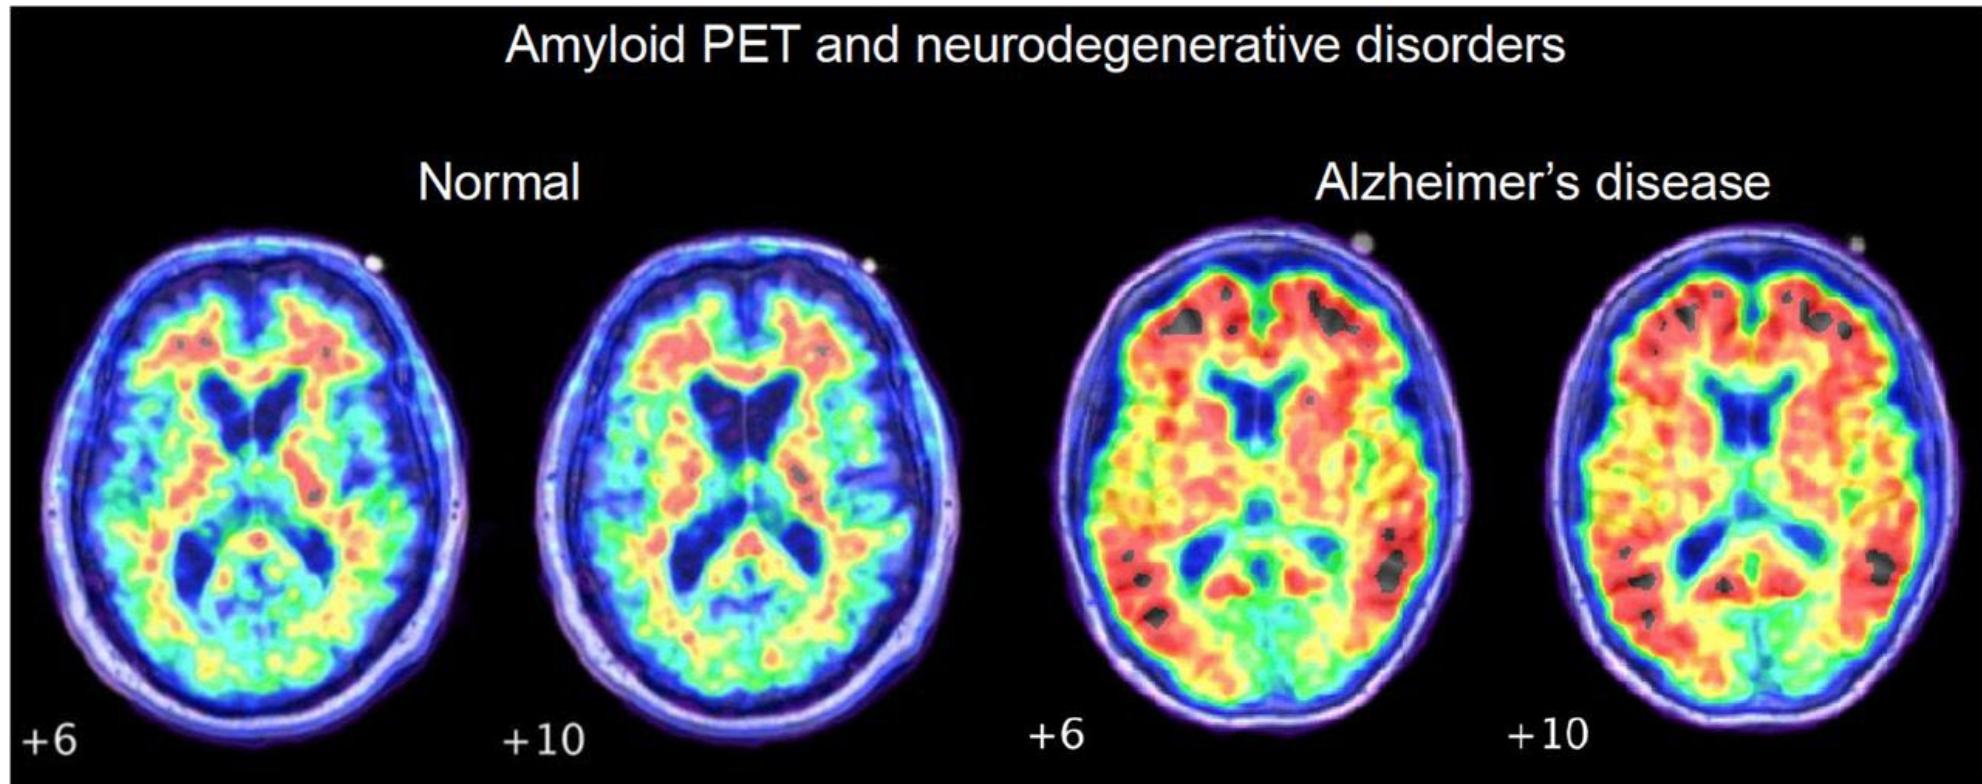 Amyloid PET and neurodegenerative disorders
Normal
Alzheimer’s disease
+6
+10
+6
+10